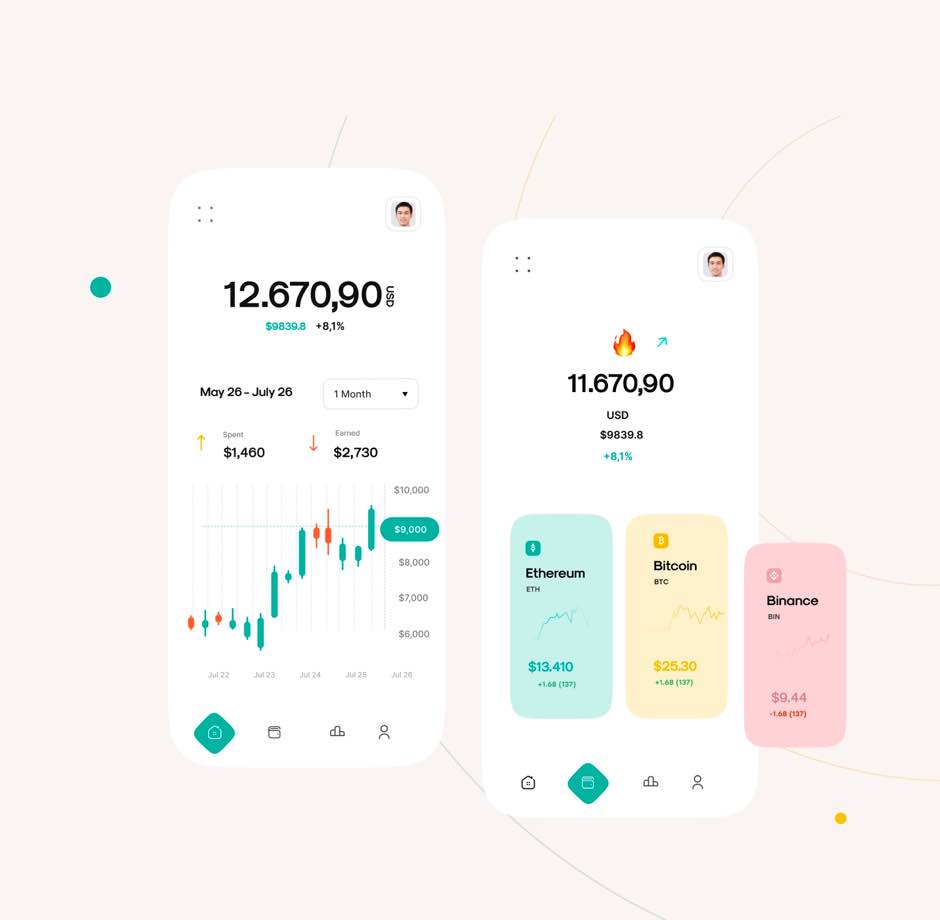 12.670,90 USD
$9839.8 +8,1%
May 26 - July 26
1 Month
Spent
$1,460
Earned
$2,730
$10,000
$9,000
$8,000
$7,000
$6,000
Jul 22 Jul 23 Jul 24 Jul 25 Jul 26
11.670,90
USD
$9839.8
+8,1%
Ethereum
ETH
$13.410
+1.68 (137)
Bitcoin
BTC
$25.30
+1.68 (137)
Binance
BIN
$9.44
-1.68 (137)